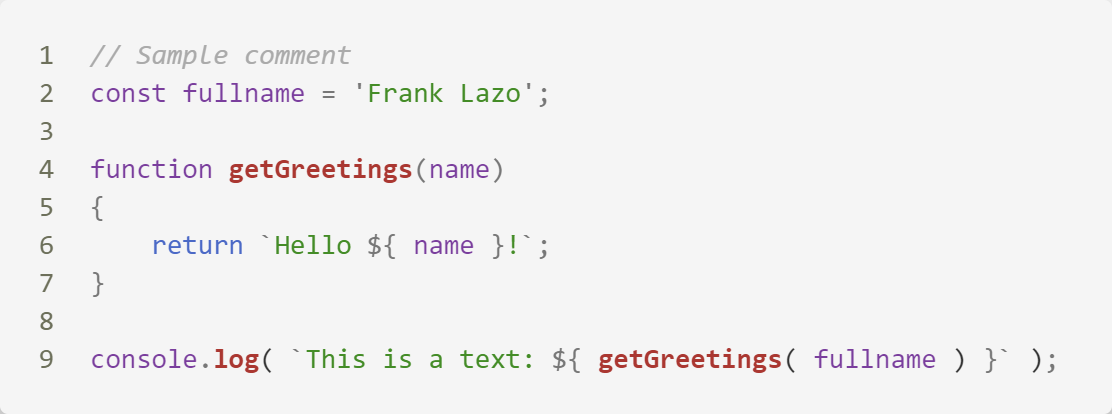 1 // Sample comment
2 const fullname = 'Frank Lazo';
3
4 function getGreetings(name)
5 {
6     return `Hello ${ name }!`;
7 }
8
9 console.log( `This is a text: ${ getGreetings( fullname ) }` );